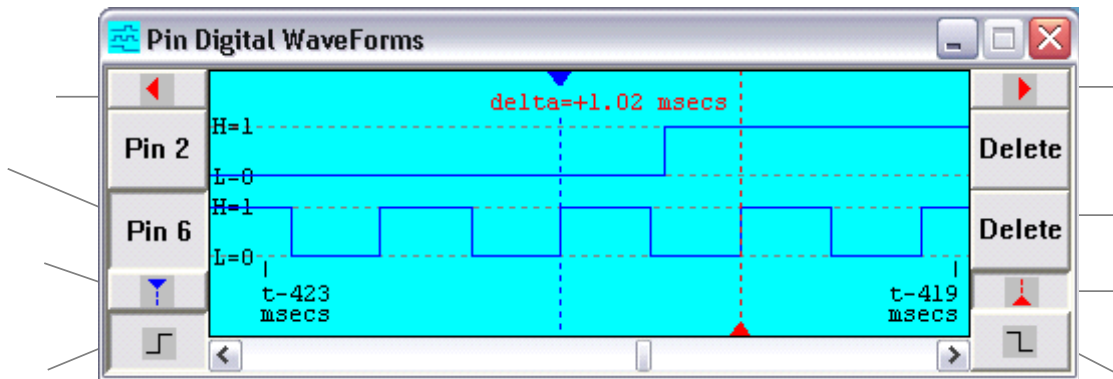 Pin Digital WaveForms
delta=+1.02 msecs
H=1
Pin 2
Delete
L=0
H=1
Pin 6
Delete
L=0
t-423
msecs
t-419
msecs